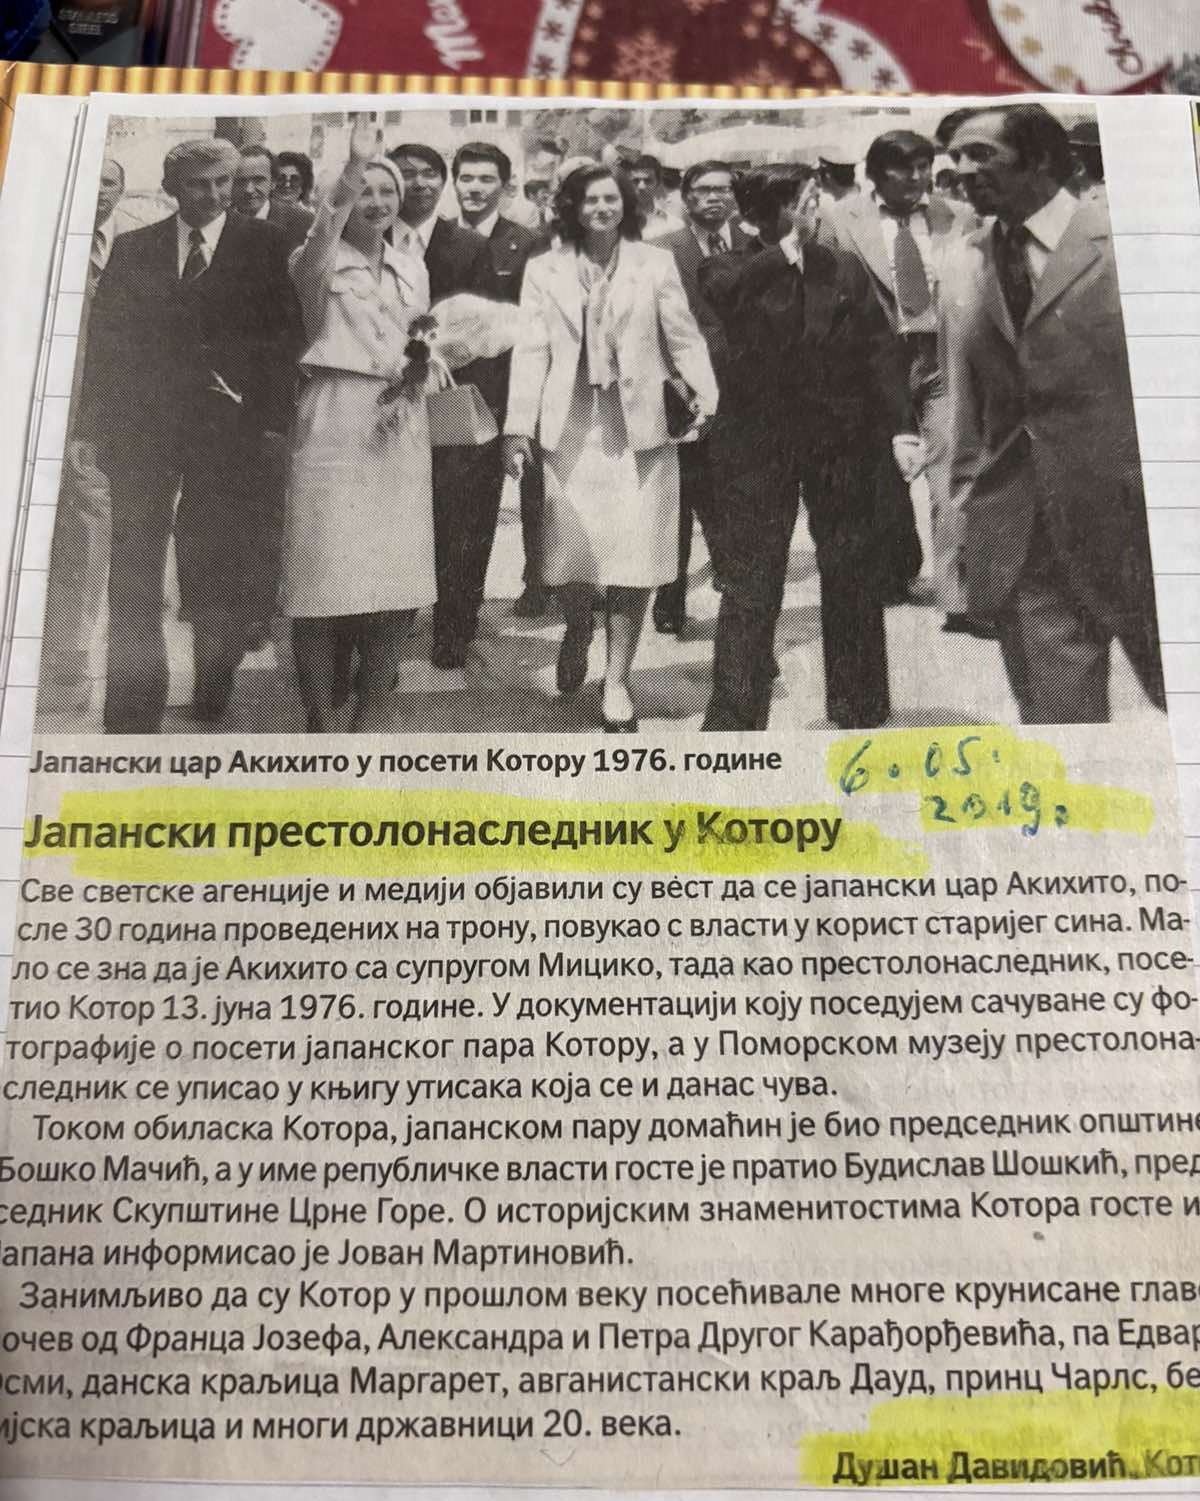 STAINLESS
STEEL
Јапански цар Акихито у посети Котору 1976. године
6.05.
2019.
Јапански престолонаследник у Котору
Све светске агенције и медији објавили су вест да се јапански цар Акихито, по-
сле 30 година проведених на трону, повукао с власти у корист старијег сина. Ма-
ло се зна да је Акихито са супругом Мицико, тада као престолонаследник, посе-
тио Котор 13. јуна 1976. године. У документацији коју поседујем сачуване су фо-
тографије о посети јапанског пара Котору, а у Поморском музеју престолона-
следник се уписао у књигу утисака која се и данас чува.
Током обиласка Котора, јапанском пару домаћин је био председник општине
Бошко Мачић, а у име републичке власти госте је пратио Будислав Шошкић, пред
седник Скупштине Црне Горе. О историјским знаменитостима Котора госте и
Јапана информисао је Јован Мартиновић.
Занимљиво да су Котор у прошлом веку посећивале многе крунисане главе
очев од Франца Јозефа, Александра и Петра Другог Карађорђевића, па Едвар
Осми, данска краљица Маргарет, авганистански краљ Дауд, принц Чарлс, бе
ијска краљица и многи државници 20. века.
Душан Давидовић, Кот